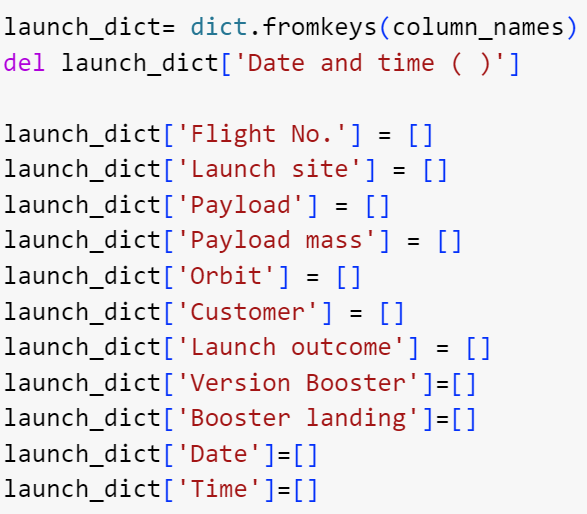 launch_dict= dict.fromkeys(column_names)
del launch_dict['Date and time ( )']
launch_dict['Flight No.'] = []
launch_dict['Launch site'] = []
launch_dict['Payload'] = []
launch_dict['Payload mass'] = []
launch_dict['Orbit'] = []
launch_dict['Customer'] = []
launch_dict['Launch outcome'] = []
launch_dict['Version Booster']=[]
launch_dict['Booster landing']=[]
launch_dict['Date']=[]
launch_dict['Time']=[]